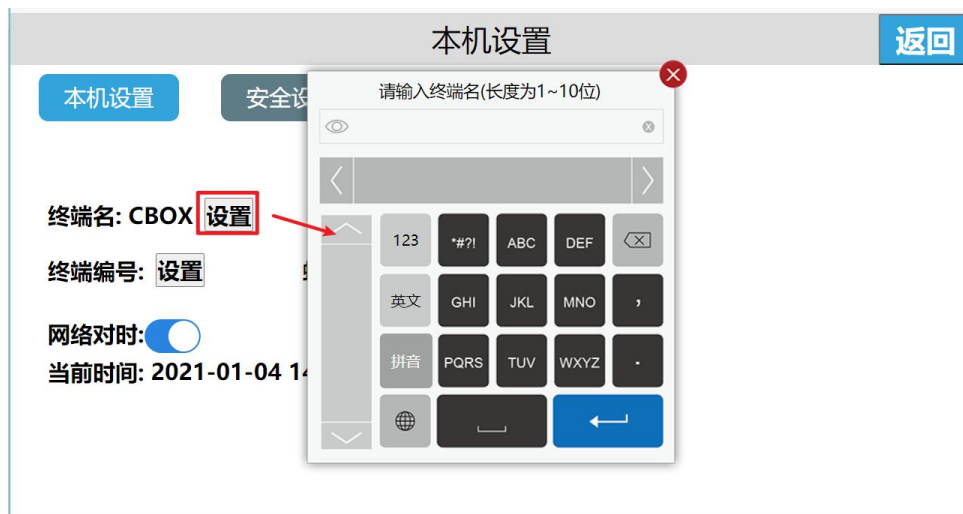 本机设置
返回
本机设置
安全设
请输入终端名(长度为1~10位)
终端名: CBOX 设置
终端编号: 设置
网络对时:
当前时间: 2021-01-04 14
123 *#?! ABC DEF
英文 GHI JKL MNO ,
拼音 PQRS TUV WXYZ .